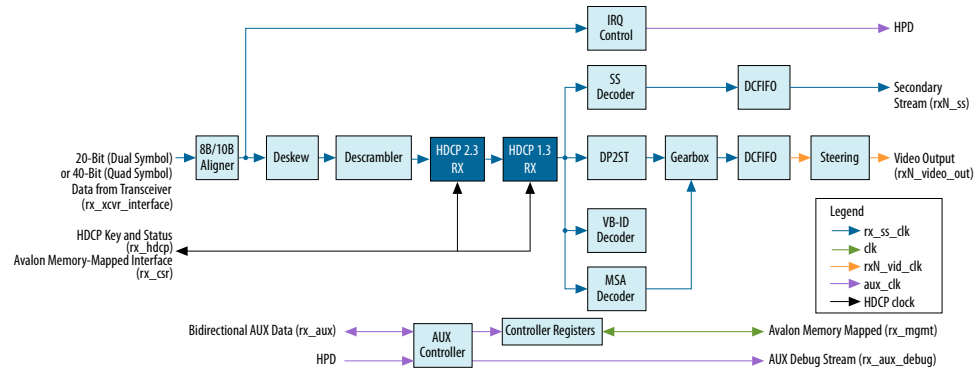 IRQ
Control
HPD
SS
Decoder
DCFIFO
Secondary
Stream (rxN_ss)
20-Bit (Dual Symbol)
or 40-Bit (Quad Symbol)
Data from Transceiver
(rx_xcvr_interface)
8B/10B
Aligner
Deskew
Descrambler
HDCP 2.3
RX
HDCP 1.3
RX
DP2ST
Gearbox
DCFIFO
Steering
Video Output
(rxN_video_out)
HDCP Key and Status
(rx_hdcp)
Avalon Memory-Mapped Interface
(rx_csr)
VB-ID
Decoder
MSA
Decoder
Legend
rx_ss_clk
clk
rxN_vid_clk
aux_clk
HDCP clock
Bidirectional AUX Data (rx_aux)
HPD
AUX
Controller
Controller Registers
Avalon Memory Mapped (rx_mgmt)
AUX Debug Stream (rx_aux_debug)